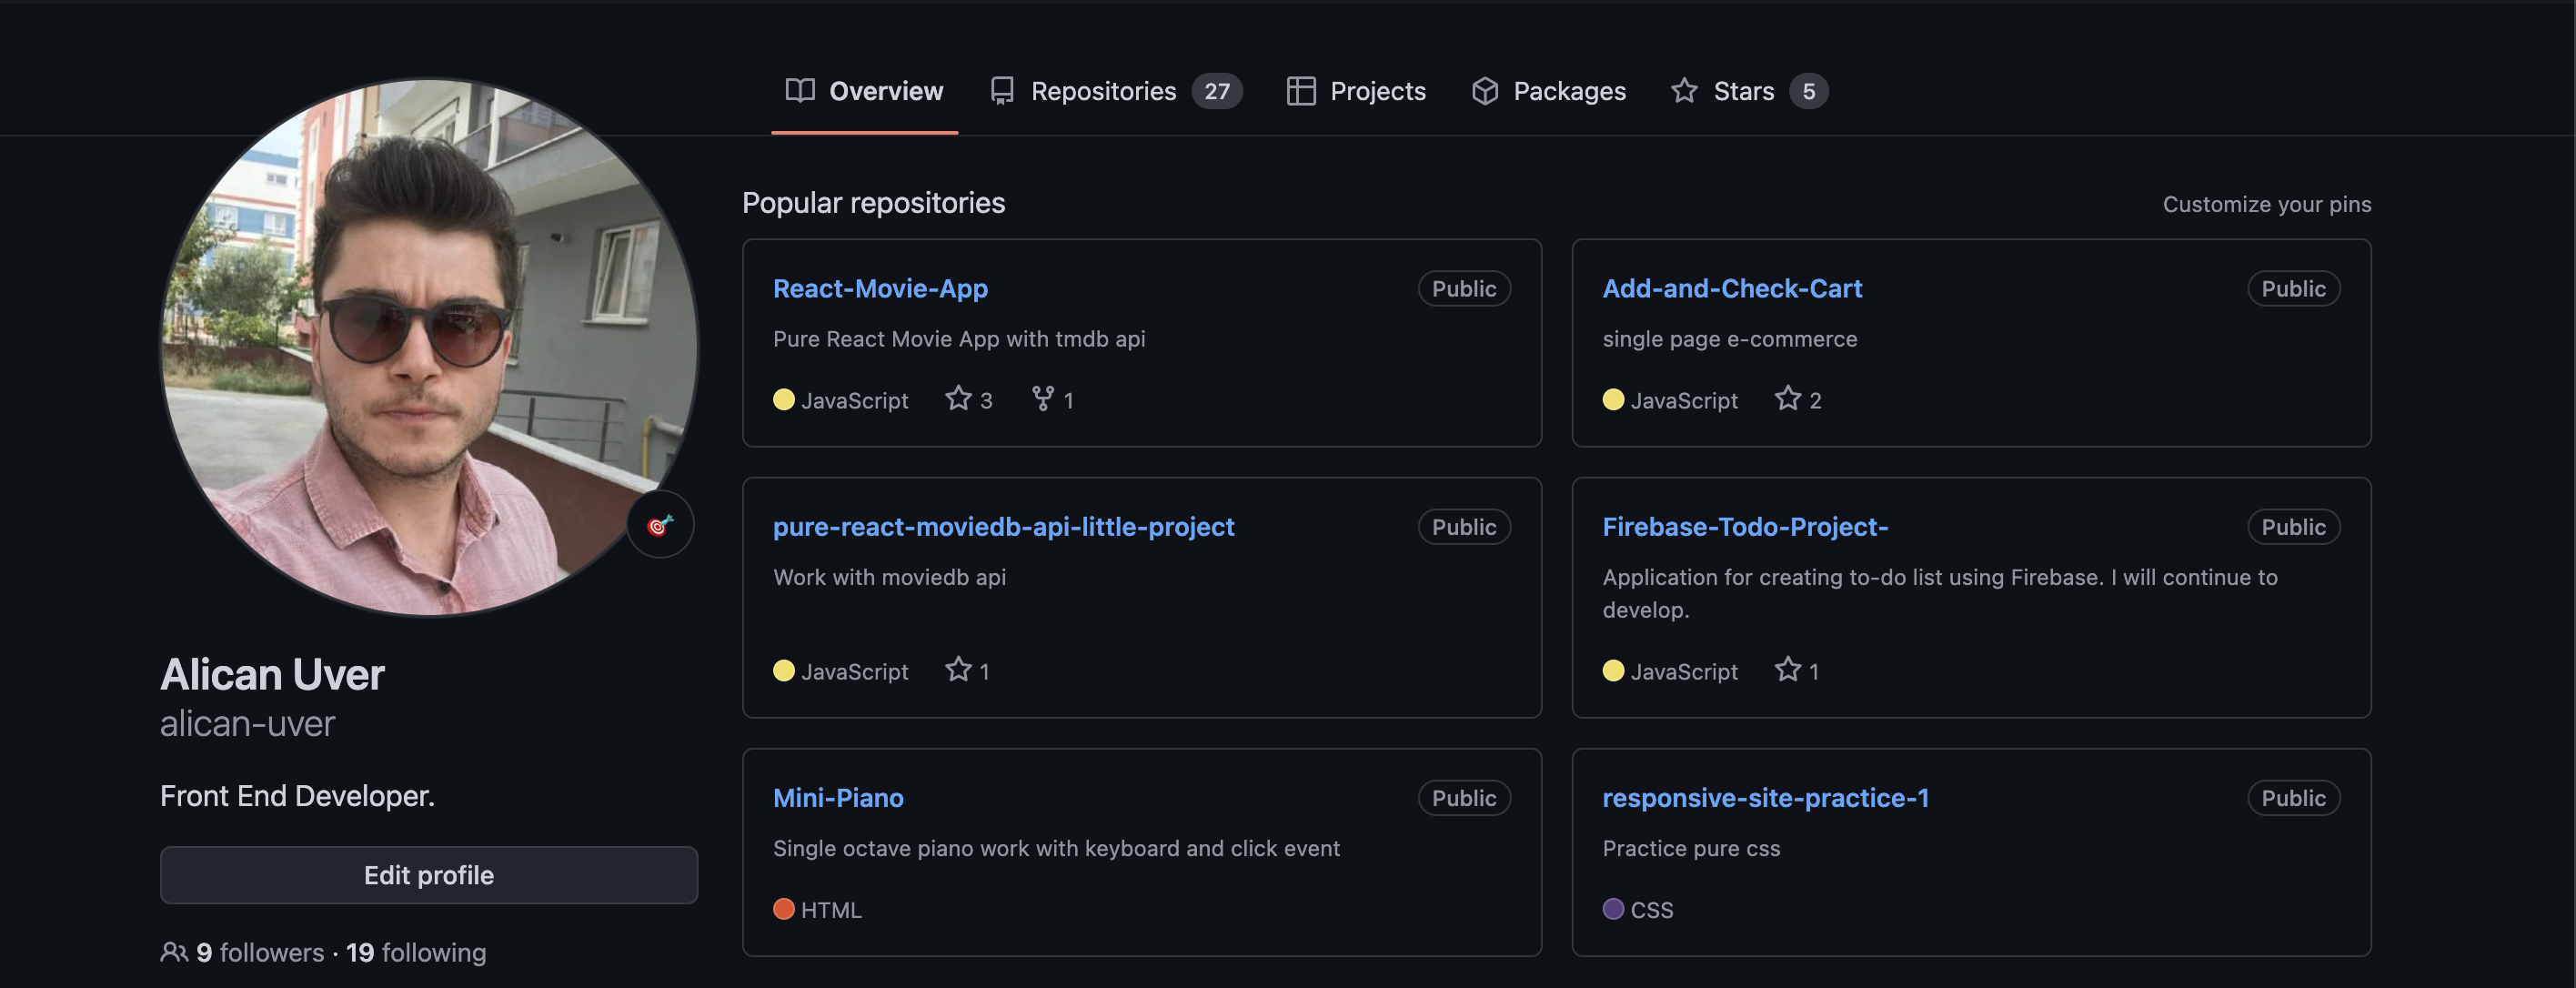 Overview
Repositories 27
Projects
Packages
Stars 5
Alican Uver
alican-uver
Front End Developer.
Edit profile
9 followers · 19 following
Popular repositories
Customize your pins
React-Movie-App
Public
Pure React Movie App with tmdb api
JavaScript 3 1
Add-and-Check-Cart
Public
single page e-commerce
JavaScript 2
pure-react-moviedb-api-little-project
Public
Work with moviedb api
JavaScript 1
Firebase-Todo-Project-
Public
Application for creating to-do list using Firebase. I will continue to
develop.
JavaScript 1
Mini-Piano
Public
Single octave piano work with keyboard and click event
HTML
responsive-site-practice-1
Public
Practice pure css
CSS